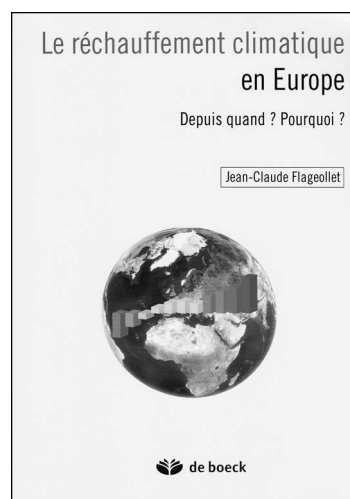 Le réchauffement climatique
en Europe
Depuis quand ? Pourquoi ?
Jean-Claude Flageollet
de boeck